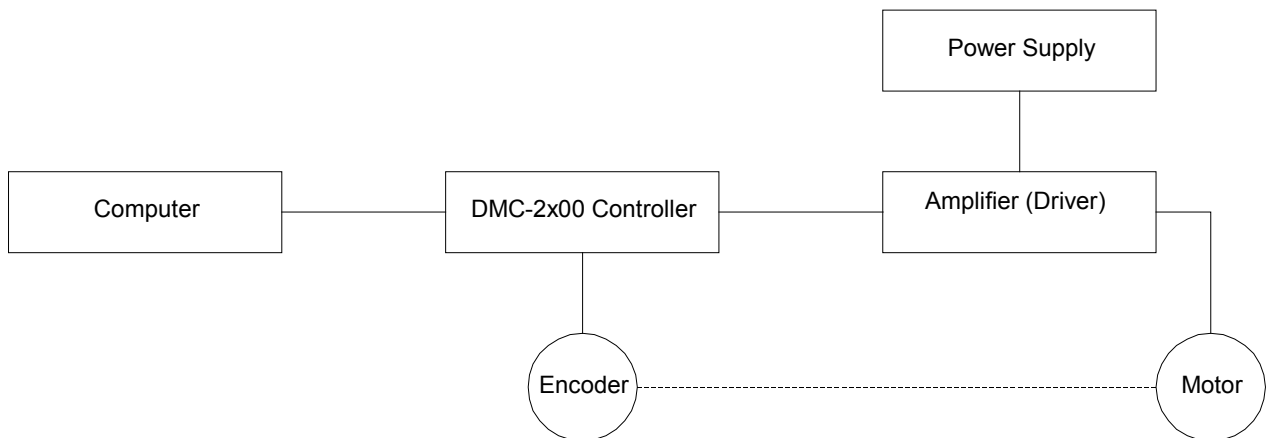 Power Supply
Computer
DMC-2x00 Controller
Amplifier (Driver)
Encoder
Motor